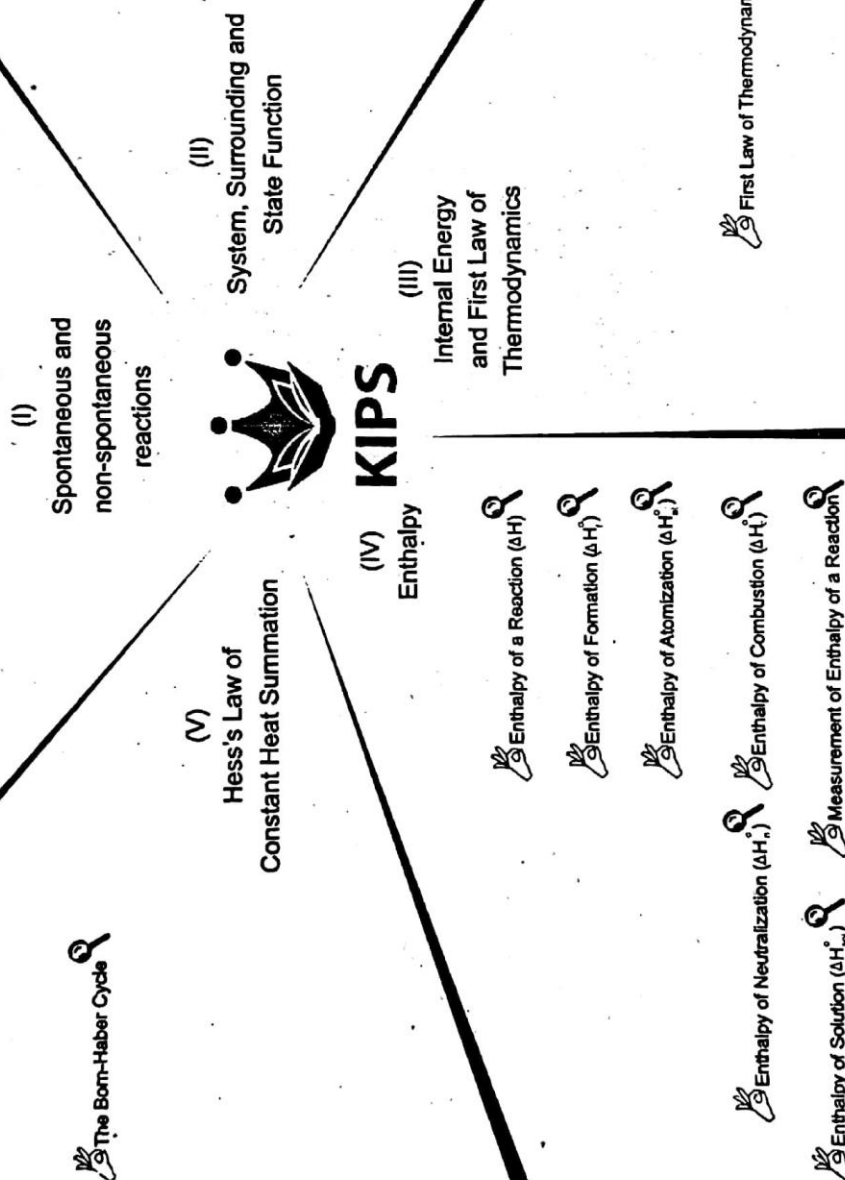 (I)
Spontaneous and
non-spontaneous
reactions
(II)
System, Surrounding and
State Function
(III)
Internal Energy
and First Law of
Thermodynamics
First Law of Thermodynam
KIPS
(IV)
Enthalpy
Enthalpy of a Reaction (ΔH)
Enthalpy of Formation (ΔH°f)
Enthalpy of Atomization (ΔH°at)
Enthalpy of Combustion (ΔH°c)
Enthalpy of Neutralization (ΔH°n)
Measurement of Enthalpy of a Reaction
Enthalpy of Solution (ΔH°sol)
(V)
Hess's Law of
Constant Heat Summation
The Born-Haber Cycle